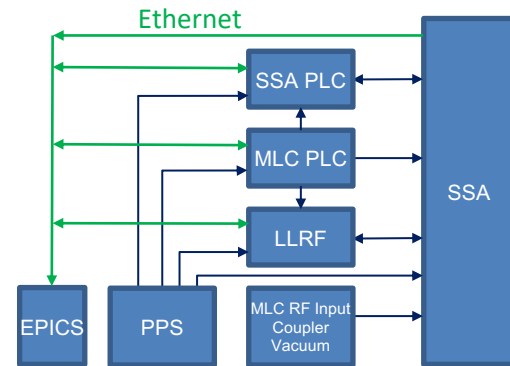 Ethernet
SSA PLC
MLC PLC
SSA
LLRF
EPICS
PPS
MLC RF Input
Coupler
Vacuum